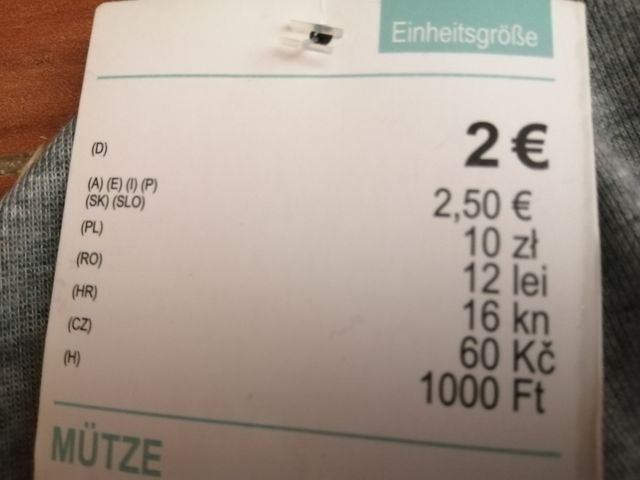 Einheitsgröße
(D) 2 €
(A) (E) (I) (P)
(SK) (SLO) 2,50 €
(PL) 10 zł
(RO) 12 lei
(HR) 16 kn
(CZ) 60 Kč
(H) 1000 Ft
MÜTZE